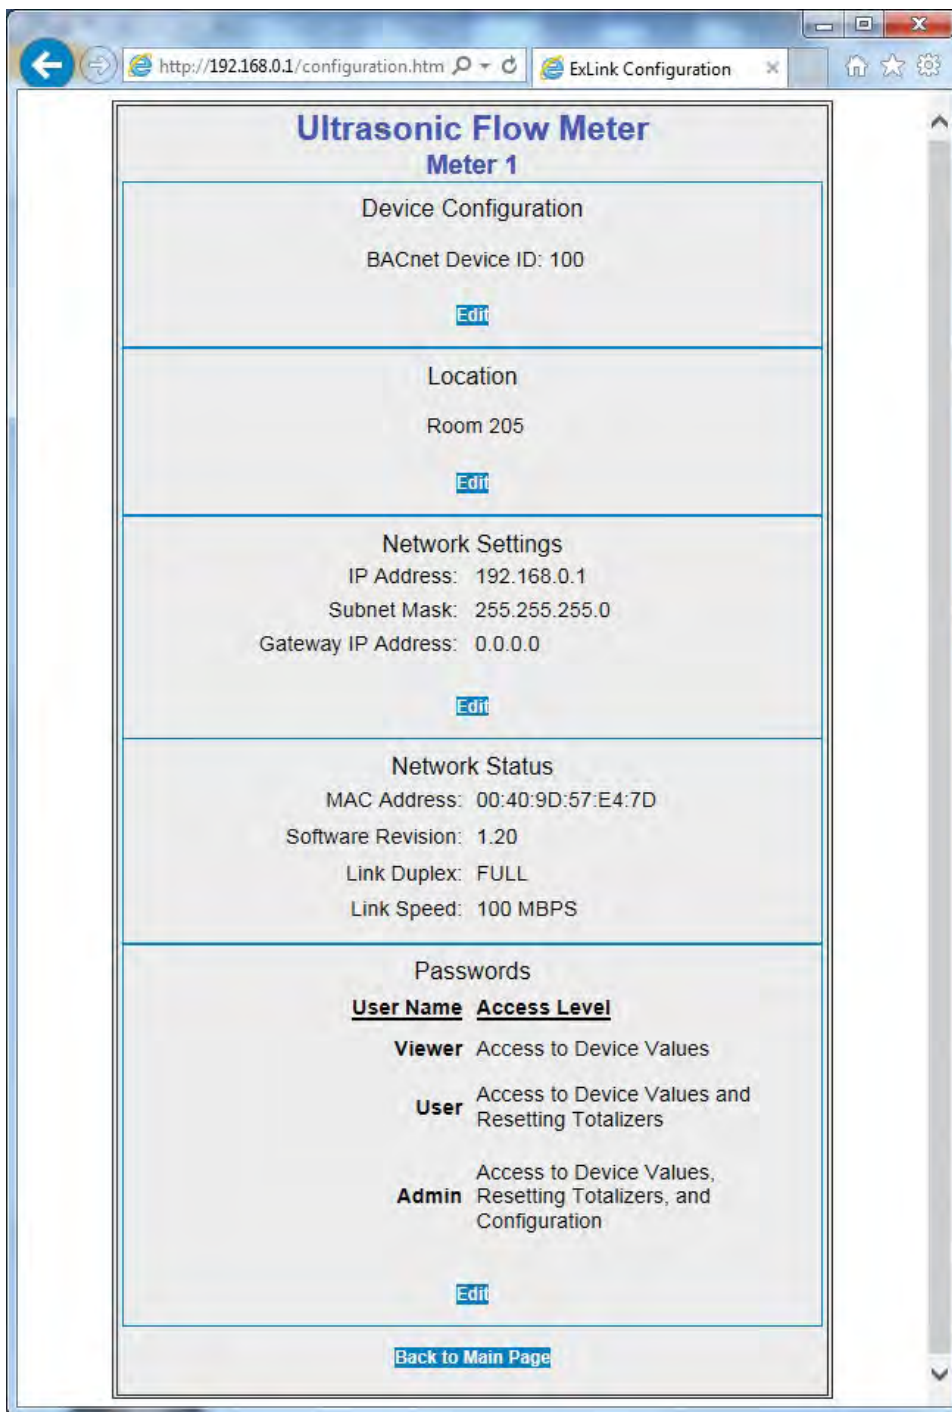 http://192.168.0.1/configuration.htm
ExLink Configuration
Ultrasonic Flow Meter
Meter 1
Device Configuration
BACnet Device ID: 100
Edit
Location
Room 205
Edit
Network Settings
IP Address: 192.168.0.1
Subnet Mask: 255.255.255.0
Gateway IP Address: 0.0.0.0
Edit
Network Status
MAC Address: 00:40:9D:57:E4:7D
Software Revision: 1.20
Link Duplex: FULL
Link Speed: 100 MBPS
Passwords
User Name Access Level
Viewer Access to Device Values
User Access to Device Values and
Resetting Totalizers
Admin Access to Device Values,
Resetting Totalizers, and
Configuration
Edit
Back to Main Page